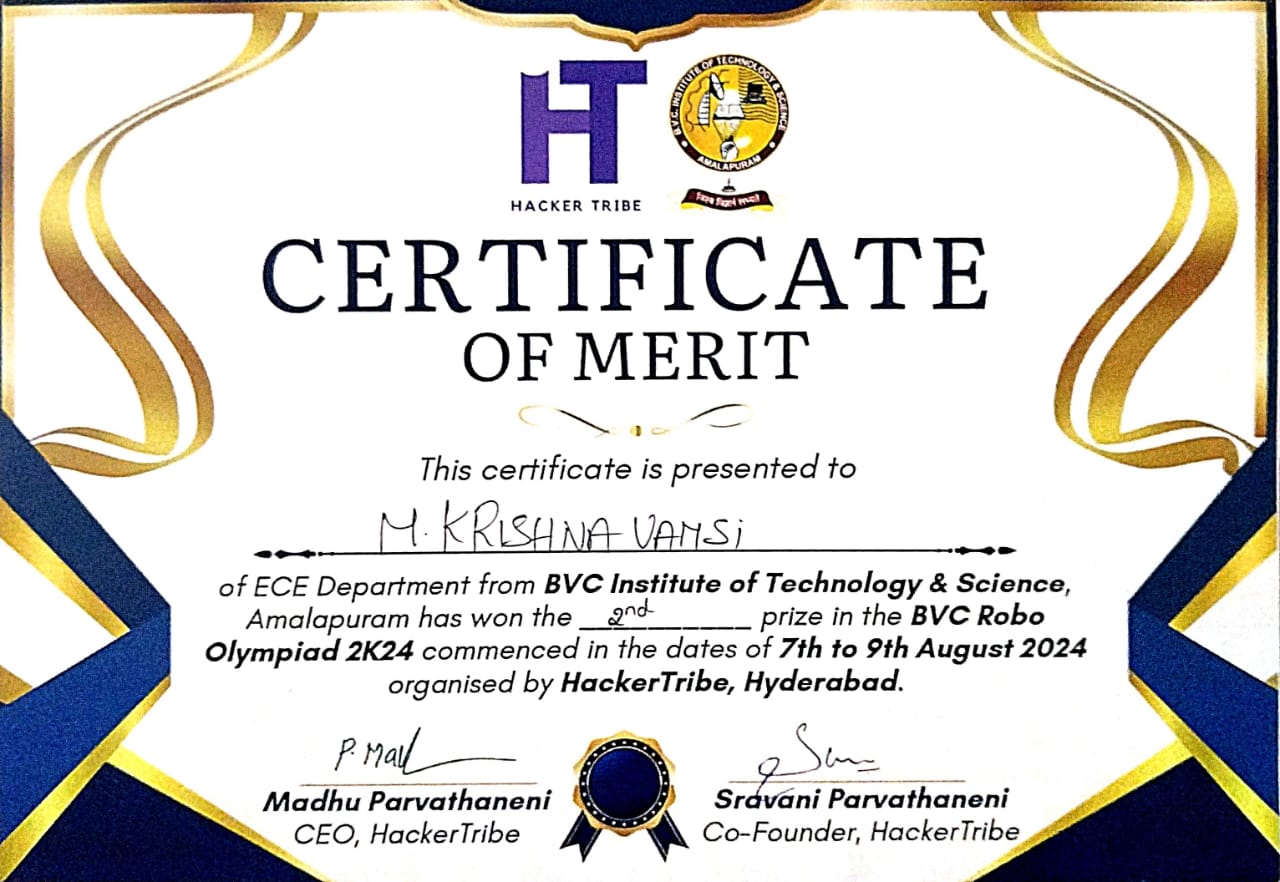 HT
B.V.C. INSTITUTE OF TECHNOLOGY & SCIENCE
AMALAPURAM
HACKER TRIBE
CERTIFICATE
OF MERIT
This certificate is presented to
M. KRISHNA VAMSi
of ECE Department from BVC Institute of Technology & Science,
Amalapuram has won the 2nd prize in the BVC Robo
Olympiad 2K24 commenced in the dates of 7th to 9th August 2024
organised by HackerTribe, Hyderabad.
Madhu Parvathaneni
CEO, HackerTribe
Sravani Parvathaneni
Co-Founder, HackerTribe